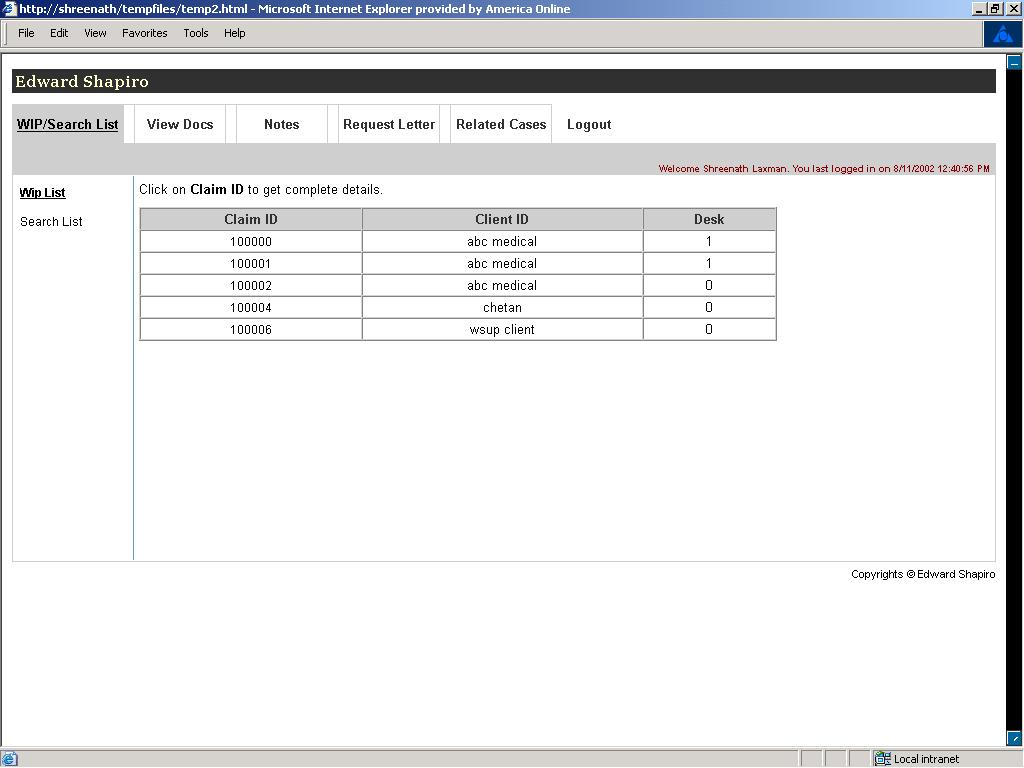 http://shreenath/tempfiles/temp2.html - Microsoft Internet Explorer provided by America Online
File Edit View Favorites Tools Help
Edward Shapiro
WIP/Search List View Docs Notes Request Letter Related Cases Logout
Welcome Shreenath Laxman. You last logged in on 8/11/2002 12:40:56 PM
Wip List
Search List
Click on Claim ID to get complete details.
Claim ID Client ID Desk
100000 abc medical 1
100001 abc medical 1
100002 abc medical 0
100004 chetan 0
100006 wsup client 0
Copyrights © Edward Shapiro
Local intranet